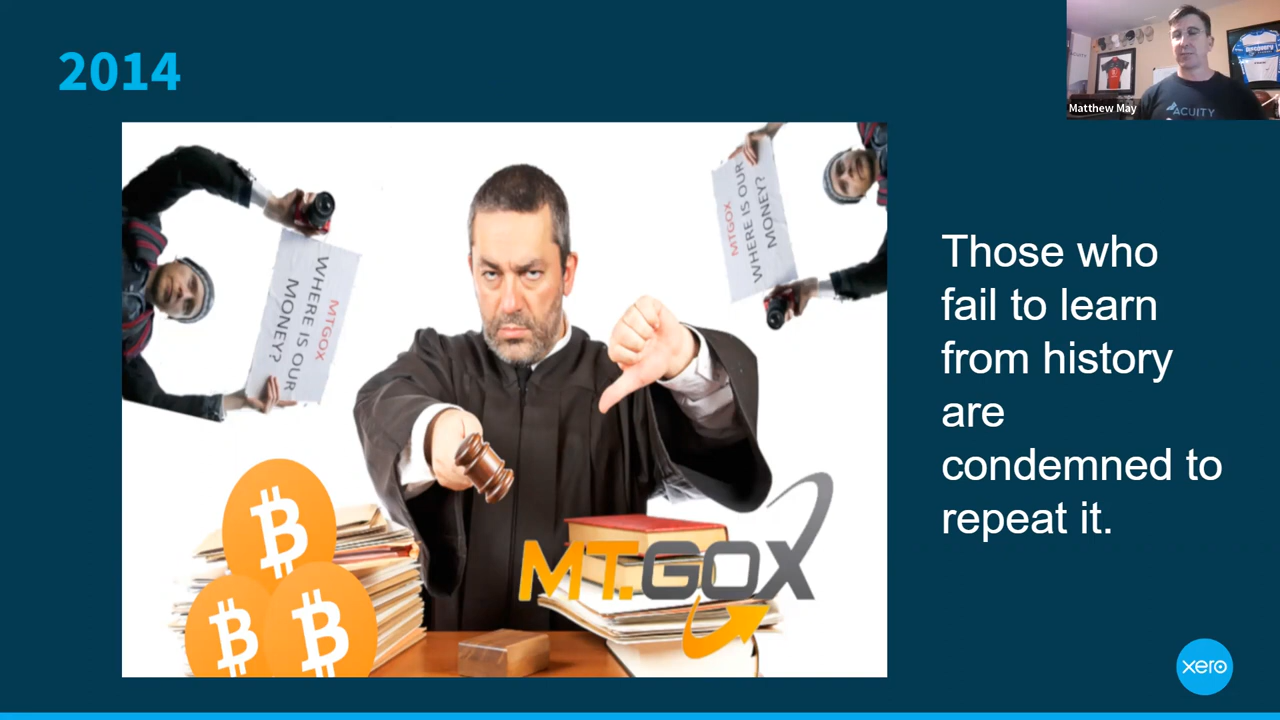 2014
Matthew May
ACUITY
Discovery
MTGOX
WHERE IS OUR
MONEY?
MTGOX
WHERE IS OUR
MONEY?
MT.GOX
Those who
fail to learn
from history
are
condemned to
repeat it.
xero